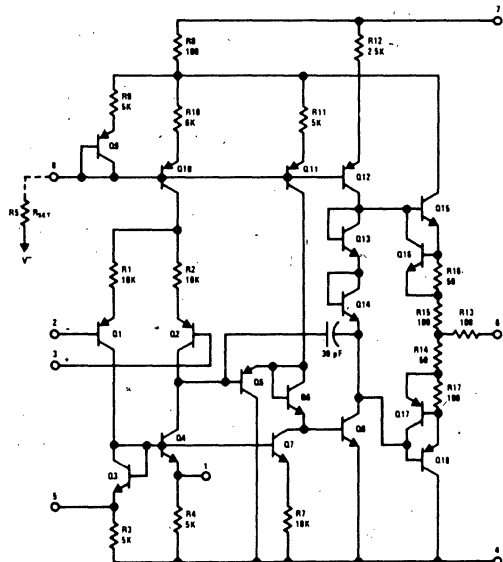 7
R8
100
R12
2.5K
R9
5K
R10
6K
R11
5K
Q9
8
Q10
Q11
Q12
Q15
R5
RSET
V−
Q13
Q16
R16
50
R1
10K
R2
10K
Q14
R15
100
R13
100
6
2
−
Q1
Q2
R14
50
3
+
30 pF
Q5
Q6
Q17
R17
100
Q4
Q7
Q8
Q18
Q3
1
5
R3
5K
R4
5K
R7
10K
4